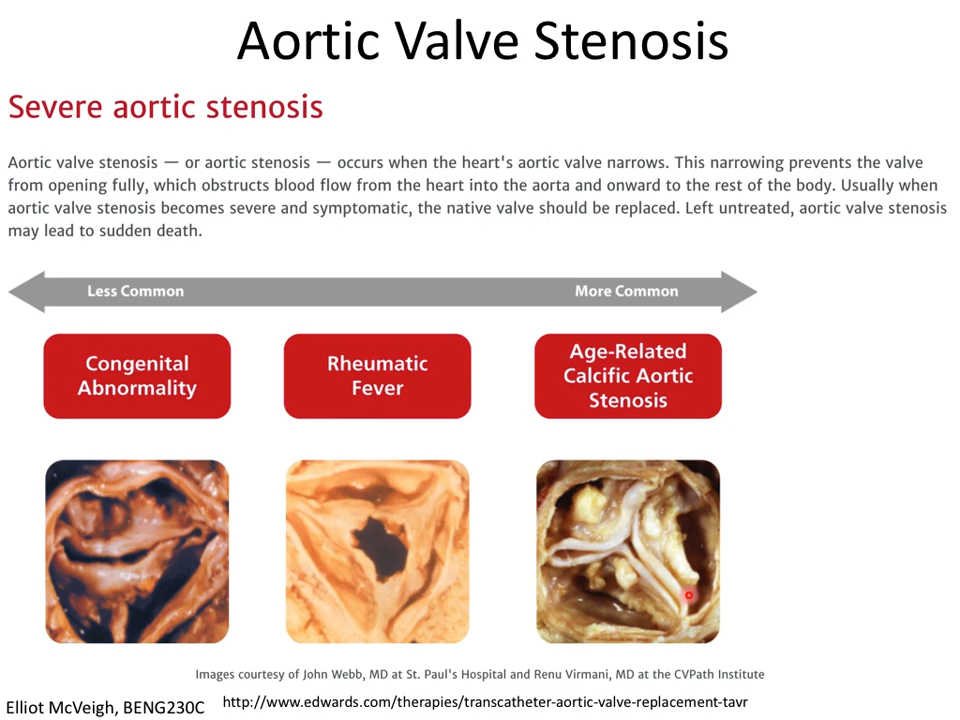 Aortic Valve Stenosis
Severe aortic stenosis
Aortic valve stenosis — or aortic stenosis — occurs when the heart's aortic valve narrows. This narrowing prevents the valve
from opening fully, which obstructs blood flow from the heart into the aorta and onward to the rest of the body. Usually when
aortic valve stenosis becomes severe and symptomatic, the native valve should be replaced. Left untreated, aortic valve stenosis
may lead to sudden death.
Less Common
More Common
Congenital
Abnormality
Rheumatic
Fever
Age-Related
Calcific Aortic
Stenosis
Images courtesy of John Webb, MD at St. Paul's Hospital and Renu Virmani, MD at the CVPath Institute
Elliot McVeigh, BENG230C
http://www.edwards.com/therapies/transcatheter-aortic-valve-replacement-tavr